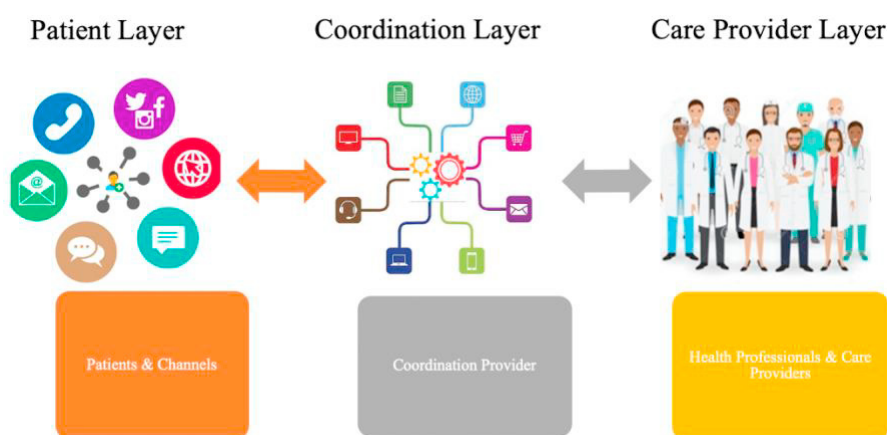 Patient Layer
Coordination Layer
Care Provider Layer
@
Patients & Channels
Coordination Provider
Health Professionals & Care
Providers